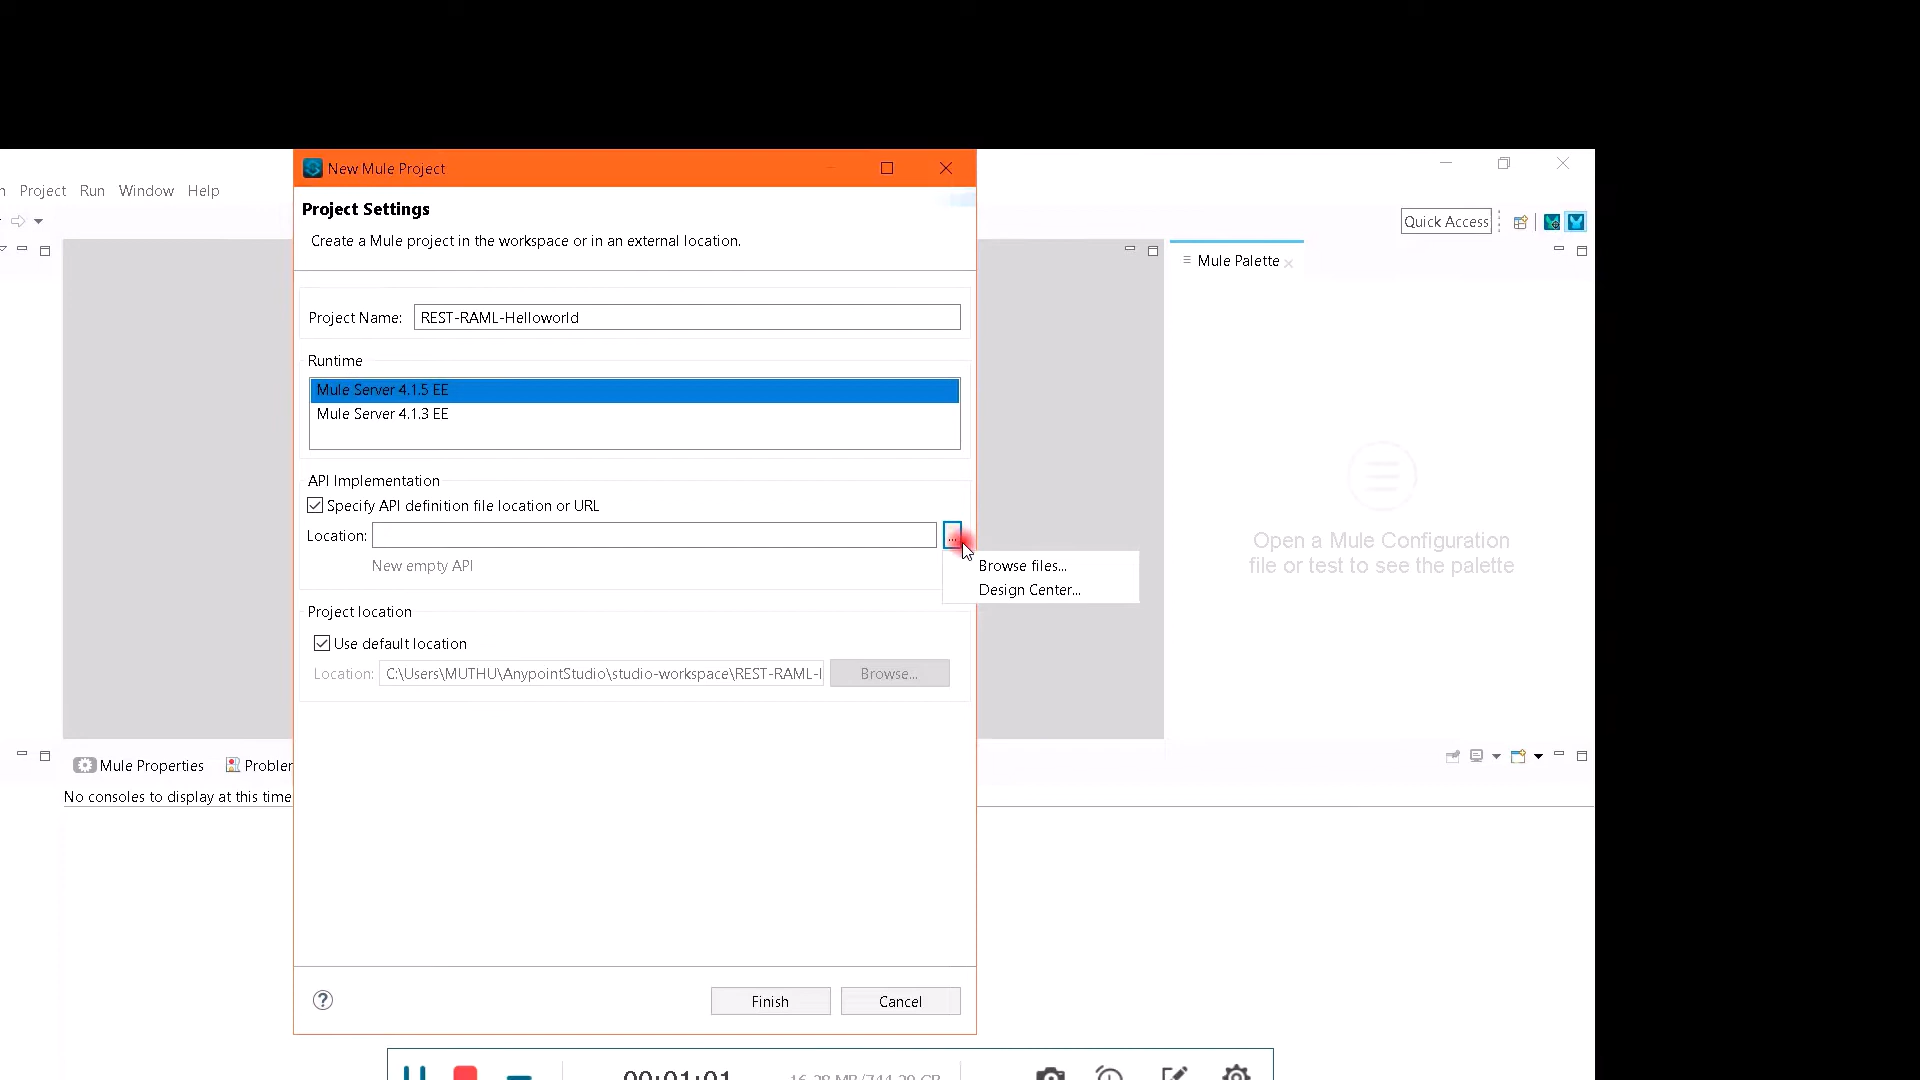 New Mule Project
Project Run Window Help
Project Settings
Create a Mule project in the workspace or in an external location.
Quick Access
Mule Palette
Project Name: REST-RAML-Helloworld
Runtime
Mule Server 4.1.5 EE
Mule Server 4.1.3 EE
API Implementation
Specify API definition file location or URL
Location:
...
New empty API
Browse files...
Design Center...
Open a Mule Configuration
file or test to see the palette
Project location
Use default location
Location: C:\Users\MUTHU\AnypointStudio\studio-workspace\REST-RAML-
Browse...
Mule Properties
Problem
No consoles to display at this time
?
Finish
Cancel
00:01:01